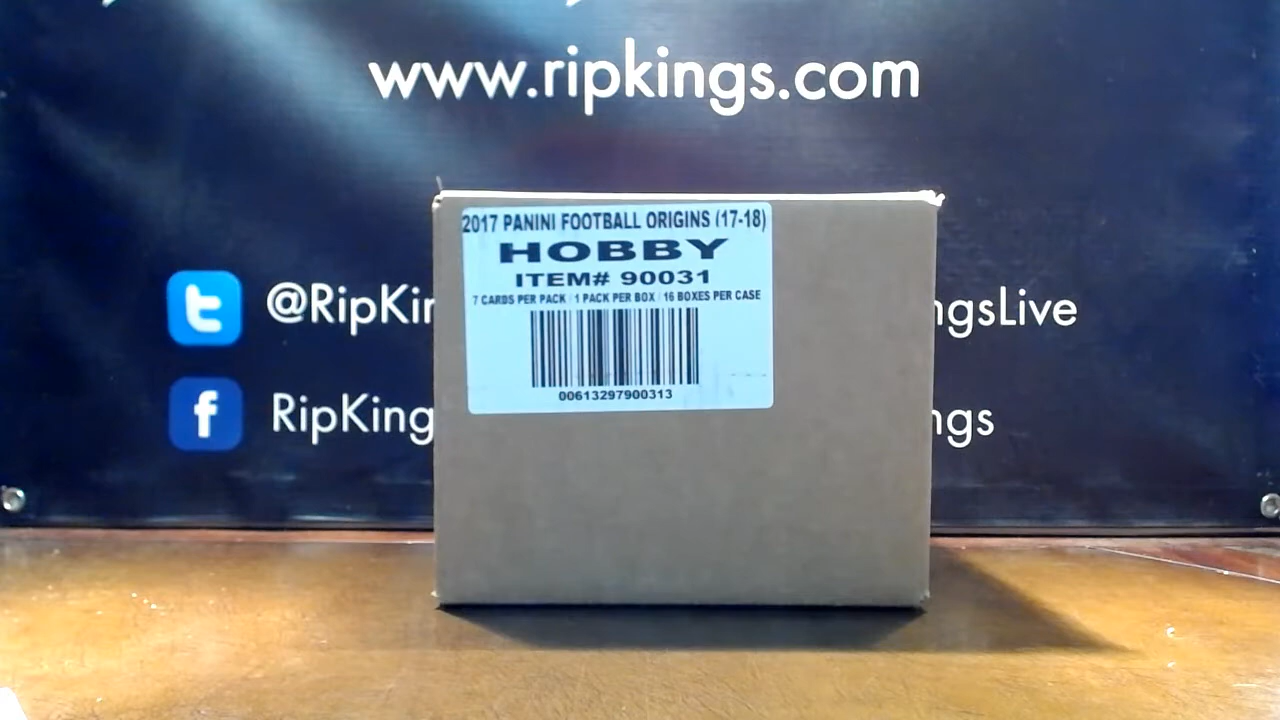 www.ripkings.com
2017 PANINI FOOTBALL ORIGINS (17-18)
HOBBY
ITEM# 90031
7 CARDS PER PACK / 1 PACK PER BOX / 16 BOXES PER CASE
00613297900313
@RipKin
ngsLive
RipKing
ngs